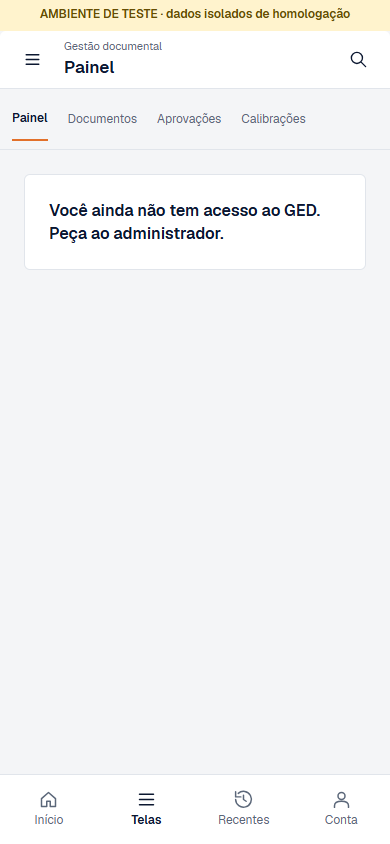 AMBIENTE DE TESTE · dados isolados de homologação
Gestão documental
Painel
Painel Documentos Aprovações Calibrações
Você ainda não tem acesso ao GED.
Peça ao administrador.
Início Telas Recentes Conta